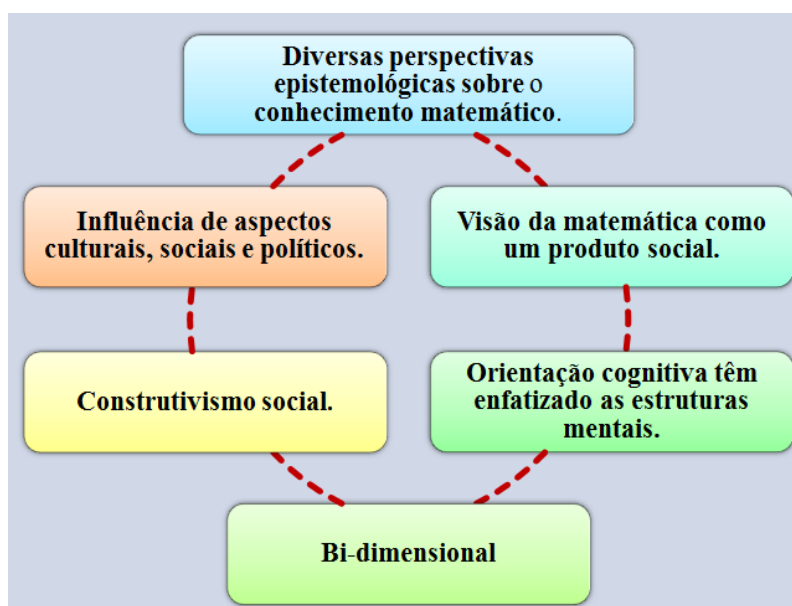 Diversas perspectivas
epistemológicas sobre o
conhecimento matemático.
Influência de aspectos
culturais, sociais e políticos.
Visão da matemática como
um produto social.
Construtivismo social.
Orientação cognitiva têm
enfatizado as estruturas
mentais.
Bi-dimensional